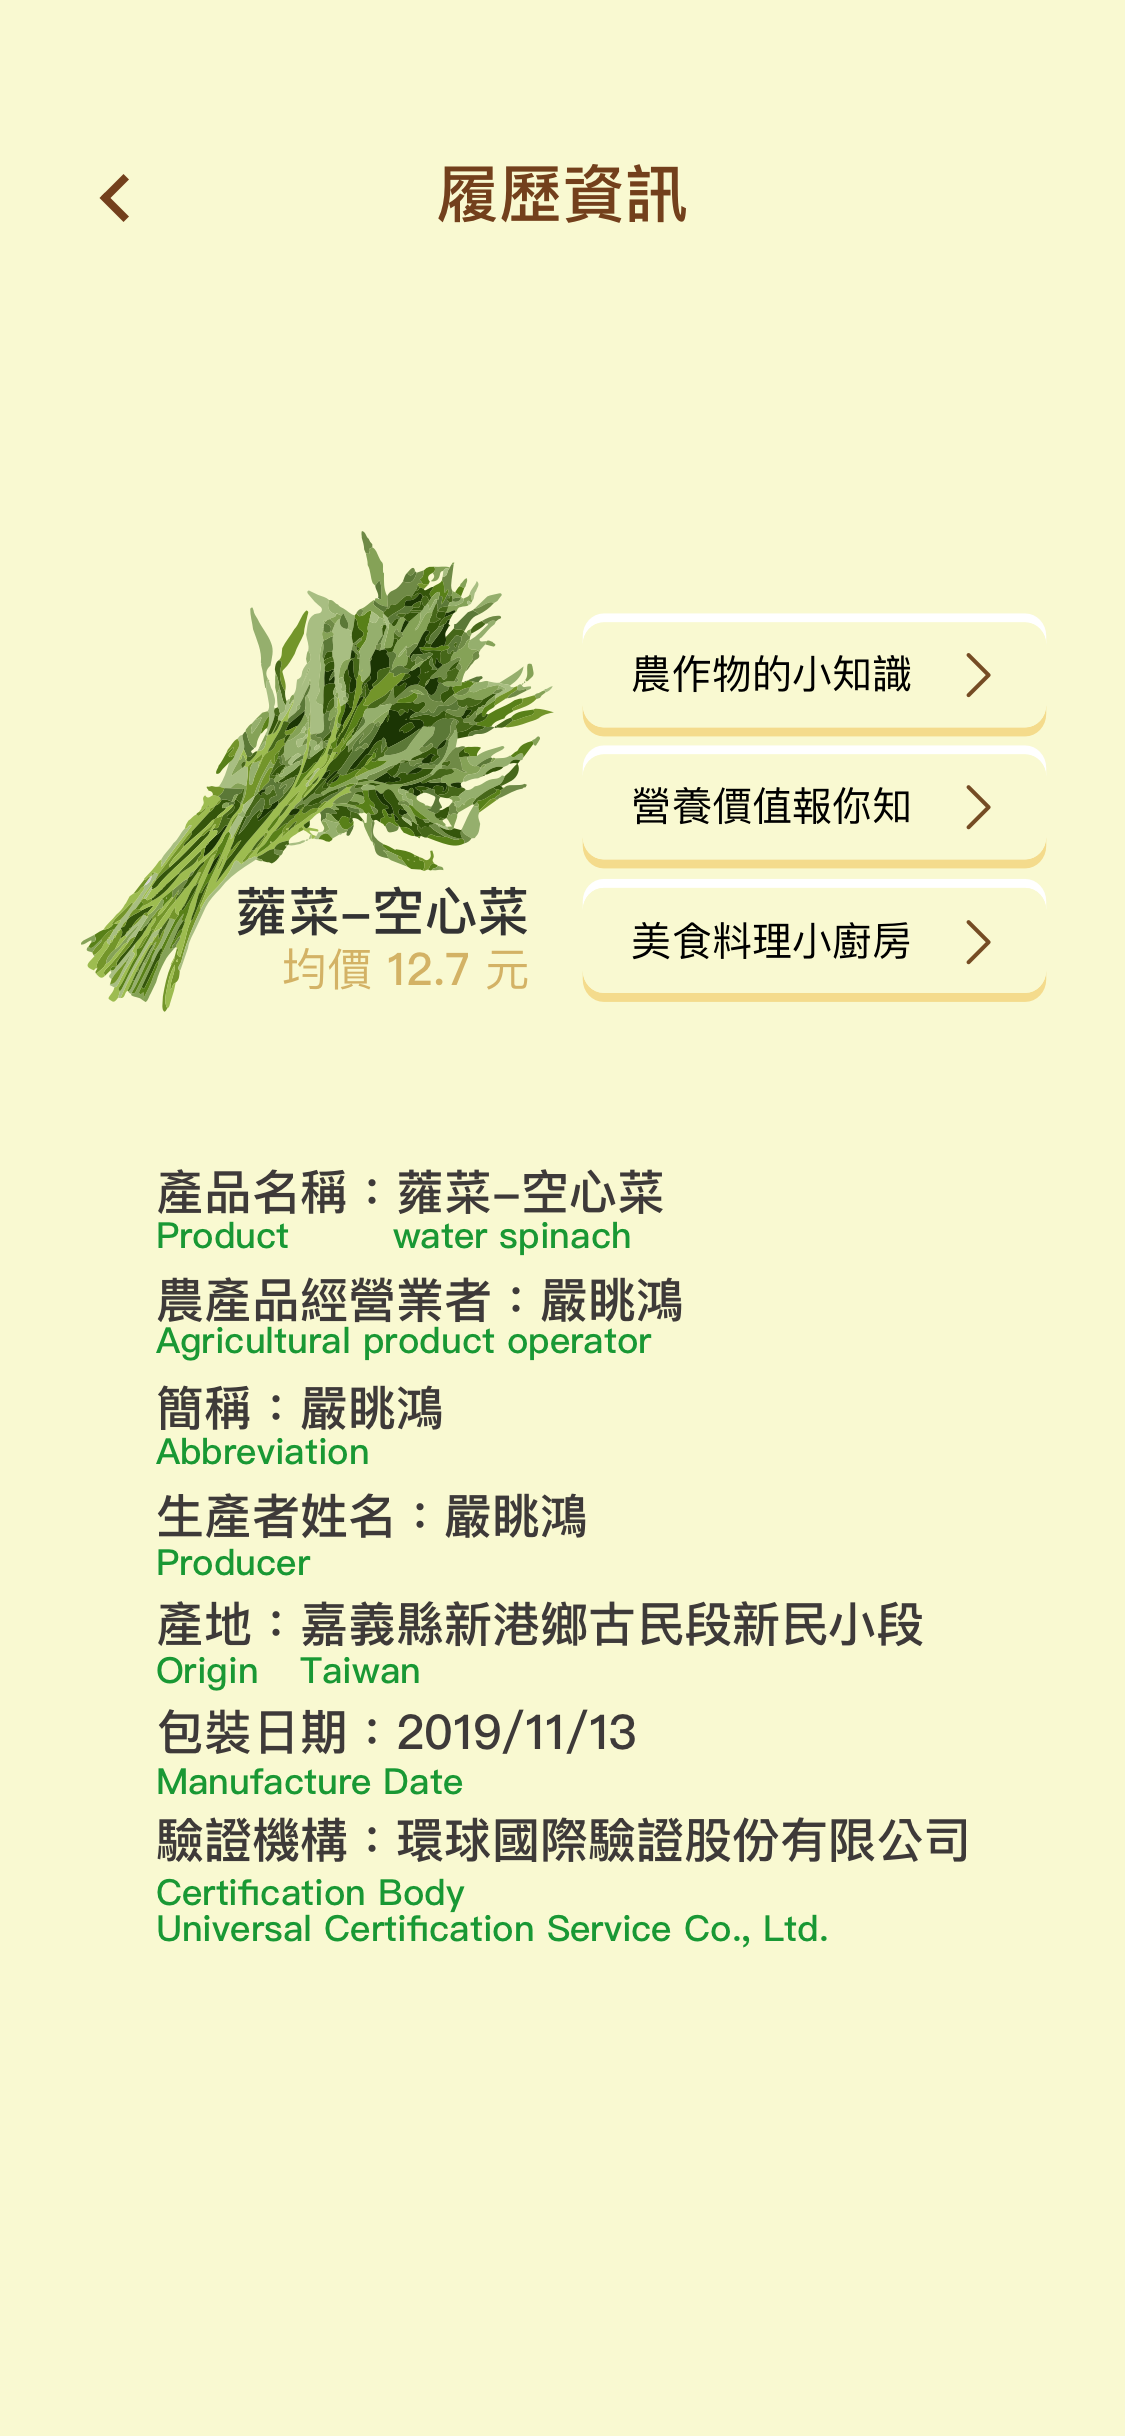 履歷資訊
農作物的小知識
營養價值報你知
美食料理小廚房
蕹菜–空心菜
均價 12.7 元
產品名稱：蕹菜–空心菜
Product water spinach
農產品經營業者：嚴眺鴻
Agricultural product operator
簡稱：嚴眺鴻
Abbreviation
生產者姓名：嚴眺鴻
Producer
產地：嘉義縣新港鄉古民段新民小段
Origin Taiwan
包裝日期：2019/11/13
Manufacture Date
驗證機構：環球國際驗證股份有限公司
Certification Body
Universal Certification Service Co., Ltd.